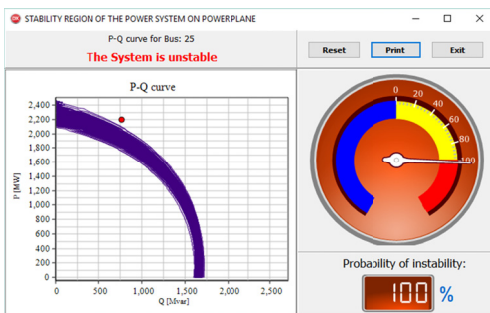 STABILITY REGION OF THE POWER SYSTEM ON POWERPLANE
P-Q curve for Bus: 25
The System is unstable
Reset
Print
Exit
P-Q curve
P [MW]
2,400
2,200
2,000
1,800
1,600
1,400
1,200
1,000
800
600
400
200
0
0 500 1,000 1,500 2,000 2,500
Q [Mvar]
0
20
40
60
80
100
Probability of instability:
100 %